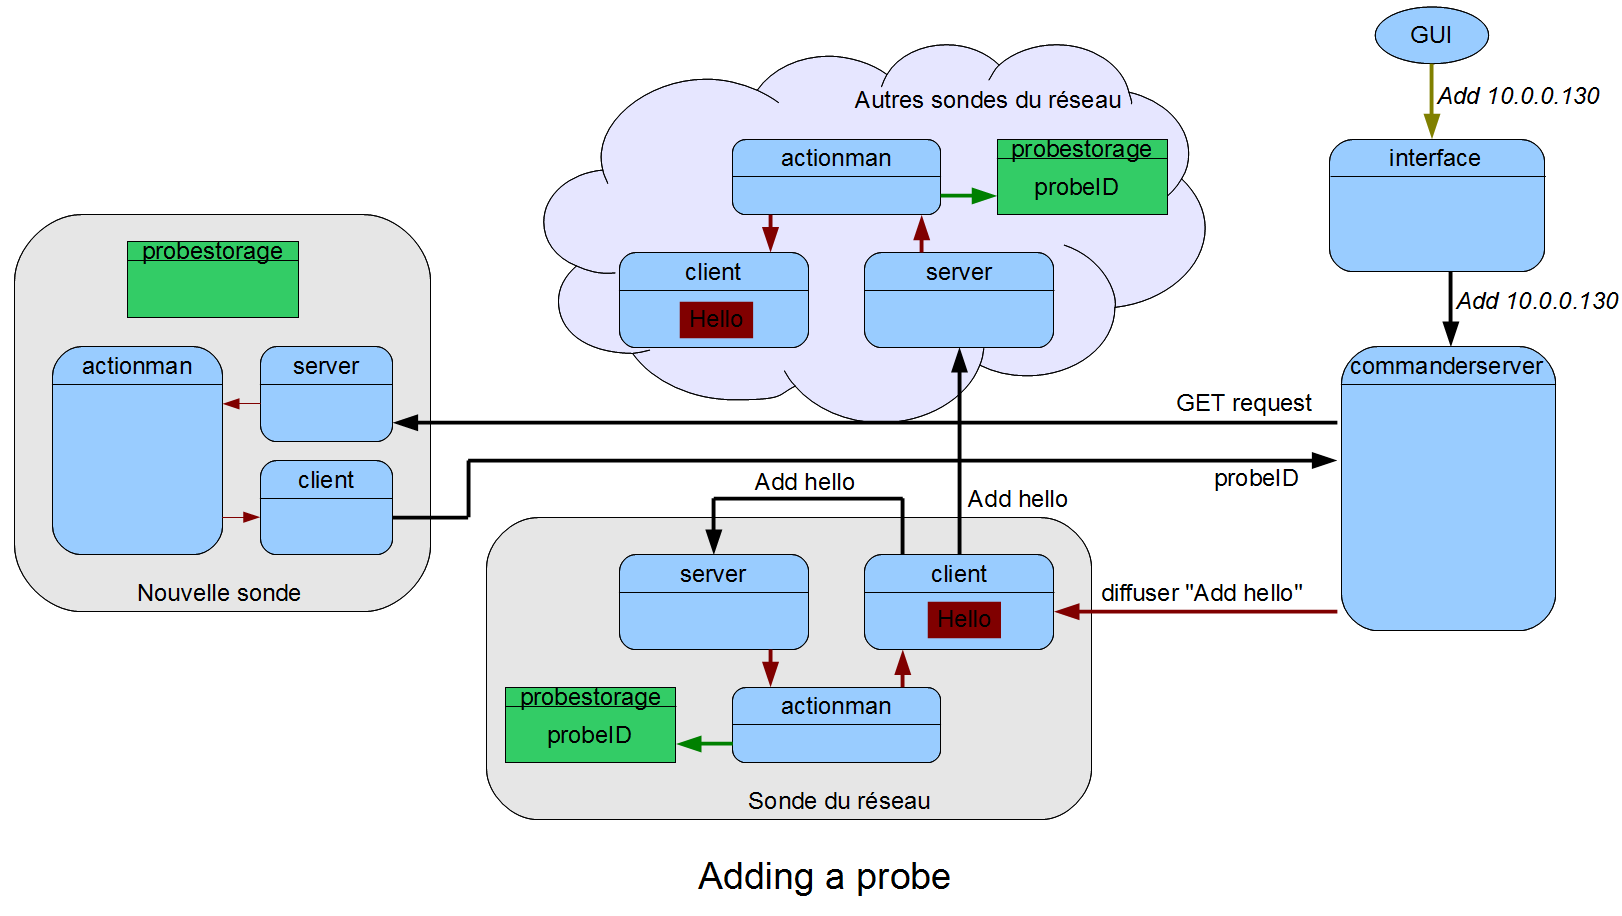 GUI
Add 10.0.0.130
Autres sondes du réseau
actionman
probestorage
probeID
interface
client
Hello
server
Add 10.0.0.130
probestorage
actionman
server
client
Nouvelle sonde
commanderserver
GET request
probeID
Add hello
Add hello
server
client
Hello
diffuser "Add hello"
probestorage
probeID
actionman
Sonde du réseau
Adding a probe